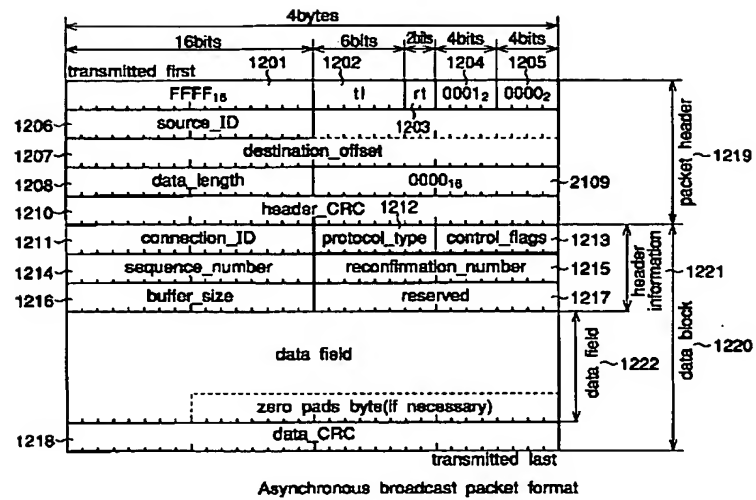 4bytes
16bits 6bits 2bits 4bits 4bits
1201 1202 1204 1205
transmitted first
FFFF₁₆ tl rt 0001₂ 0000₂
1206 source_ID 1203
1207 destination_offset
1208 data_length 0000₁₆ 2109
1210 header_CRC 1212
1211 connection_ID protocol_type control_flags 1213
1214 sequence_number reconfirmation_number 1215
1216 buffer_size reserved 1217
data field
zero pads byte(if necessary)
1218 data_CRC
transmitted last
packet header 1219
header information 1221
data block 1220
data field 1222
Asynchronous broadcast packet format